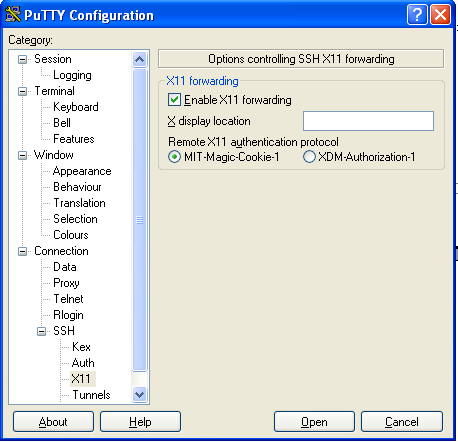 PuTTY Configuration
Category:
Session
Logging
Terminal
Keyboard
Bell
Features
Window
Appearance
Behaviour
Translation
Selection
Colours
Connection
Data
Proxy
Telnet
Rlogin
SSH
Kex
Auth
X11
Tunnels
Options controlling SSH X11 forwarding
X11 forwarding
Enable X11 forwarding
X display location
Remote X11 authentication protocol
MIT-Magic-Cookie-1 XDM-Authorization-1
About Help Open Cancel